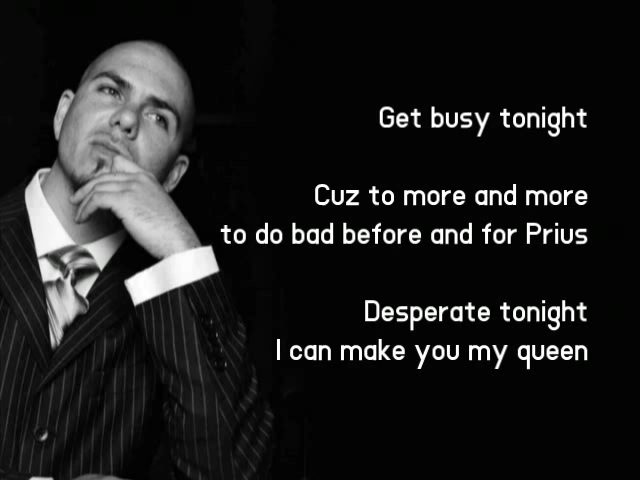 Get busy tonight
Cuz to more and more
to do bad before and for Prius
Desperate tonight
I can make you my queen